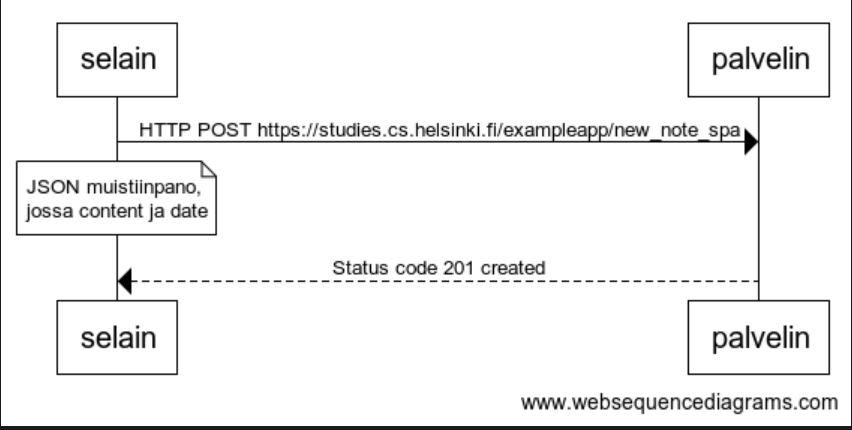 selain
palvelin
HTTP POST https://studies.cs.helsinki.fi/exampleapp/new_note_spa
JSON muistiinpano,
jossa content ja date
Status code 201 created
selain
palvelin
www.websequencediagrams.com